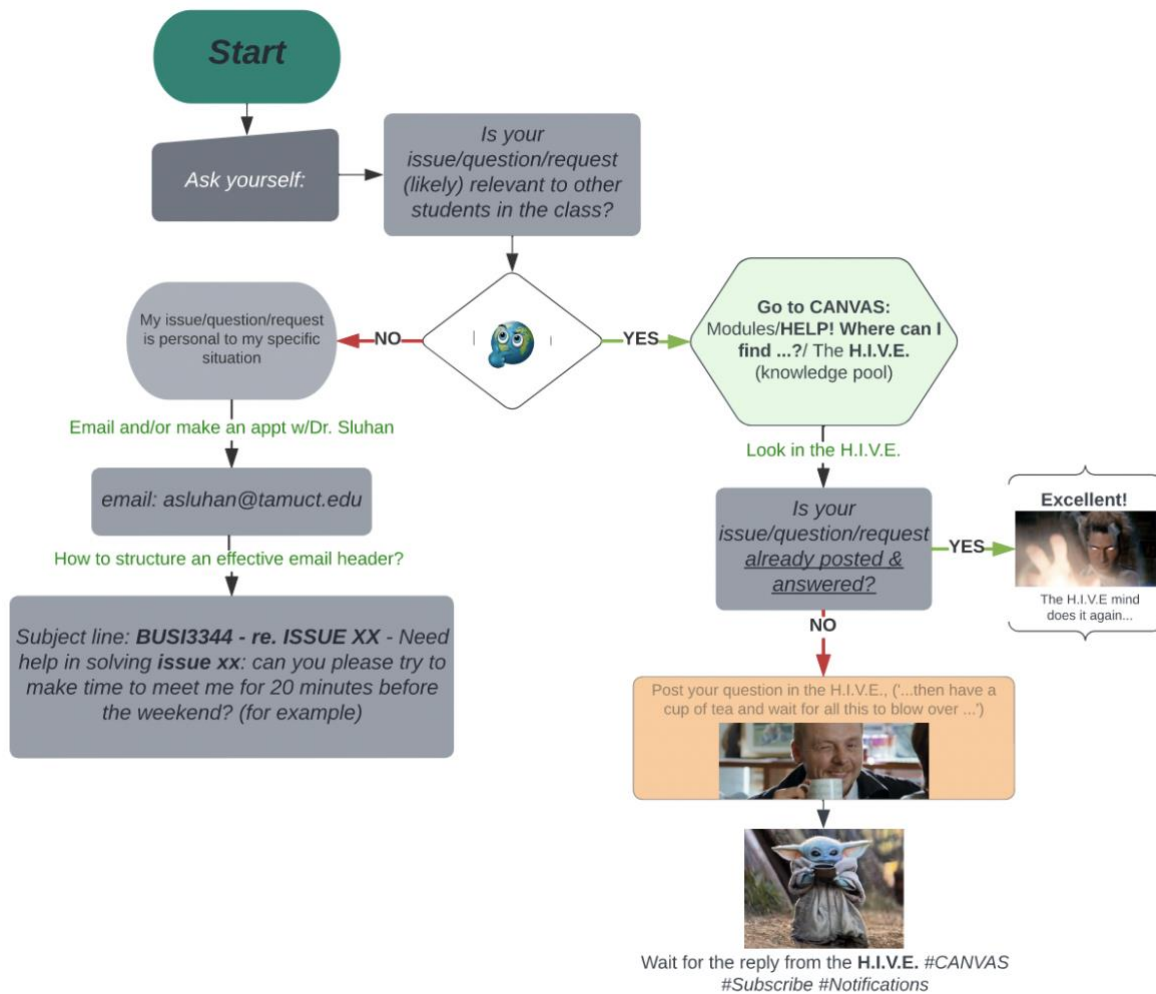 Start
Ask yourself:
Is your
issue/question/request
(likely) relevant to other
students in the class?
My issue/question/request
is personal to my specific
situation
NO
YES
Go to CANVAS:
Modules/HELP! Where can I
find ...?/ The H.I.V.E.
(knowledge pool)
Email and/or make an appt w/Dr. Sluhan
email: asluhan@tamuct.edu
How to structure an effective email header?
Subject line: BUSI3344 - re. ISSUE XX - Need
help in solving issue xx: can you please try to
make time to meet me for 20 minutes before
the weekend? (for example)
Look in the H.I.V.E.
Is your
issue/question/request
already posted &
answered?
YES
Excellent!
The H.I.V.E mind
does it again...
NO
Post your question in the H.I.V.E., ('...then have a
cup of tea and wait for all this to blow over ...')
Wait for the reply from the H.I.V.E. #CANVAS
#Subscribe #Notifications